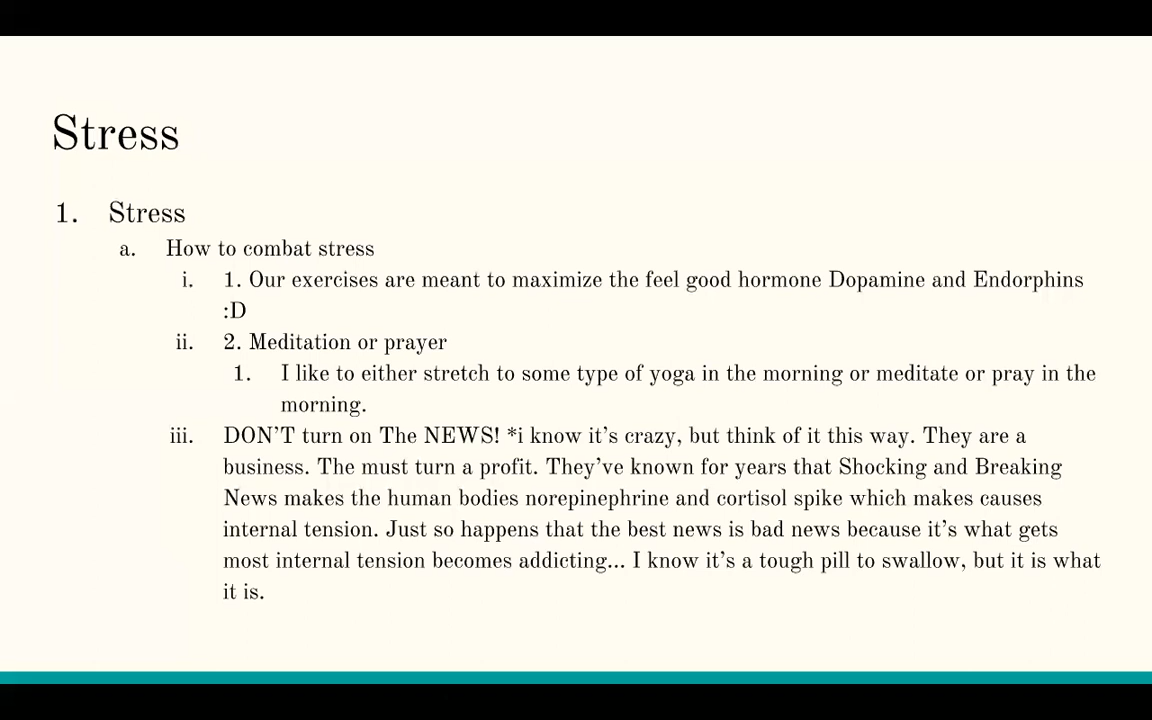 Stress
1. Stress
a. How to combat stress
i. 1. Our exercises are meant to maximize the feel good hormone Dopamine and Endorphins
:D
ii. 2. Meditation or prayer
1. I like to either stretch to some type of yoga in the morning or meditate or pray in the
morning.
iii. DON’T turn on The NEWS! *i know it’s crazy, but think of it this way. They are a
business. The must turn a profit. They’ve known for years that Shocking and Breaking
News makes the human bodies norepinephrine and cortisol spike which makes causes
internal tension. Just so happens that the best news is bad news because it’s what gets
most internal tension becomes addicting... I know it’s a tough pill to swallow, but it is what
it is.